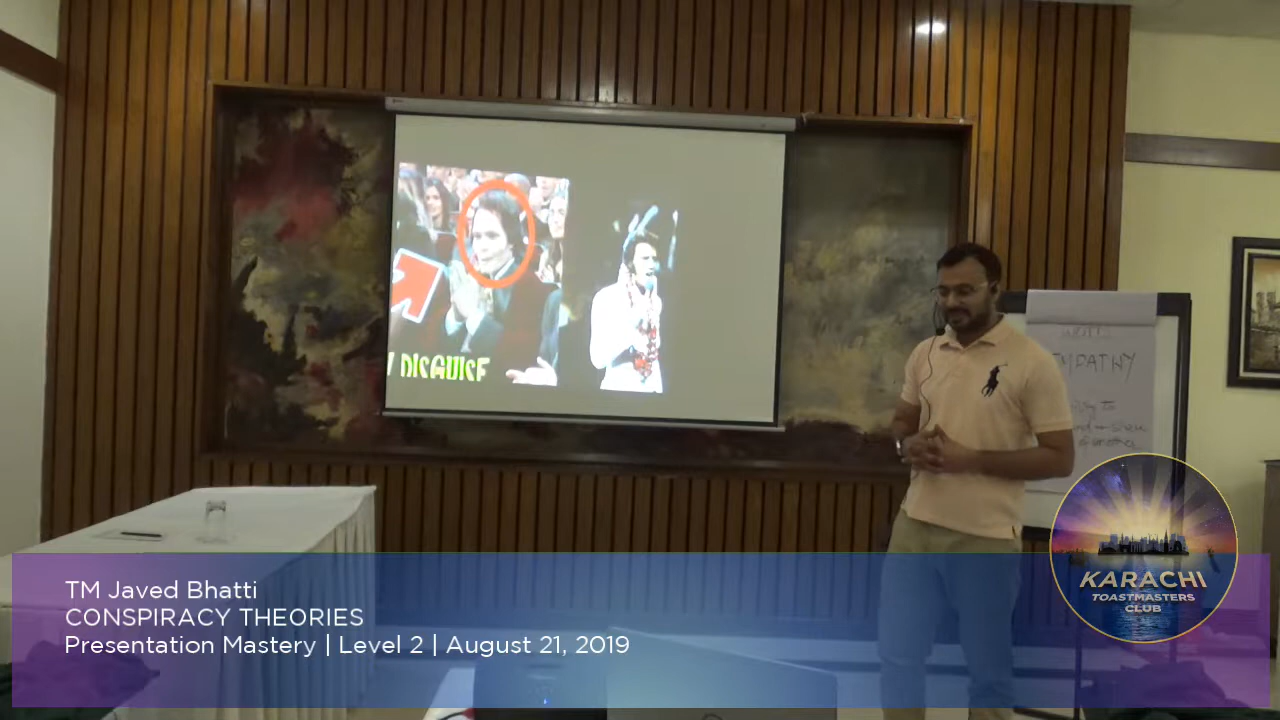 DISGUISE
EMPATHY
TM Javed Bhatti
CONSPIRACY THEORIES
Presentation Mastery | Level 2 | August 21, 2019
KARACHI
TOASTMASTERS
CLUB